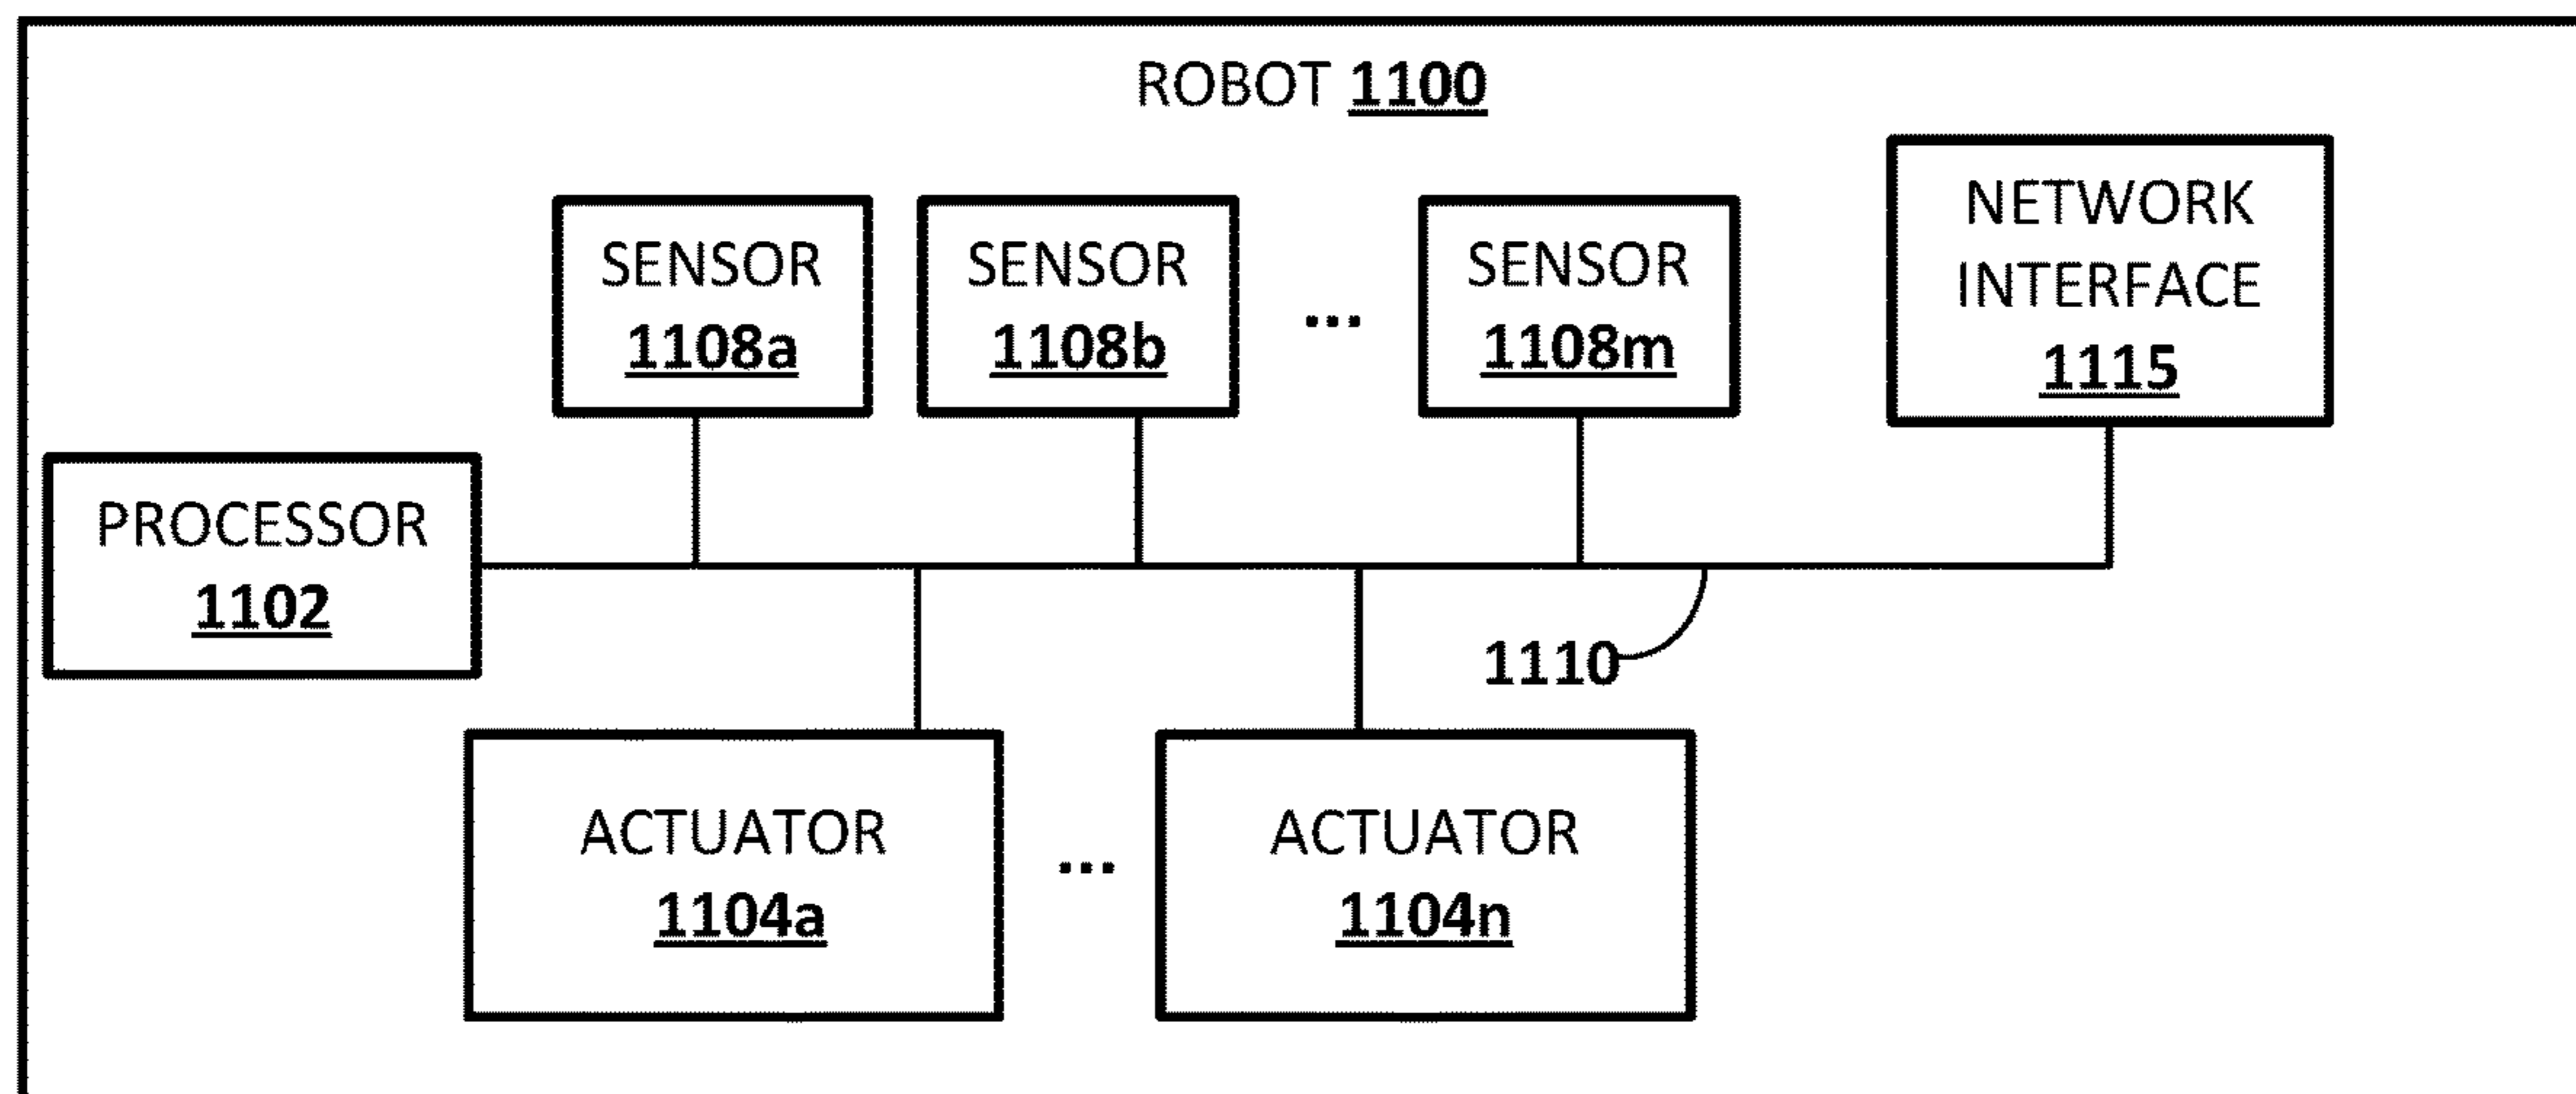 ROBOT 1100
SENSOR
1108a
SENSOR
1108b
...
SENSOR
1108m
NETWORK
INTERFACE
1115
PROCESSOR
1102
1110
ACTUATOR
1104a
...
ACTUATOR
1104n